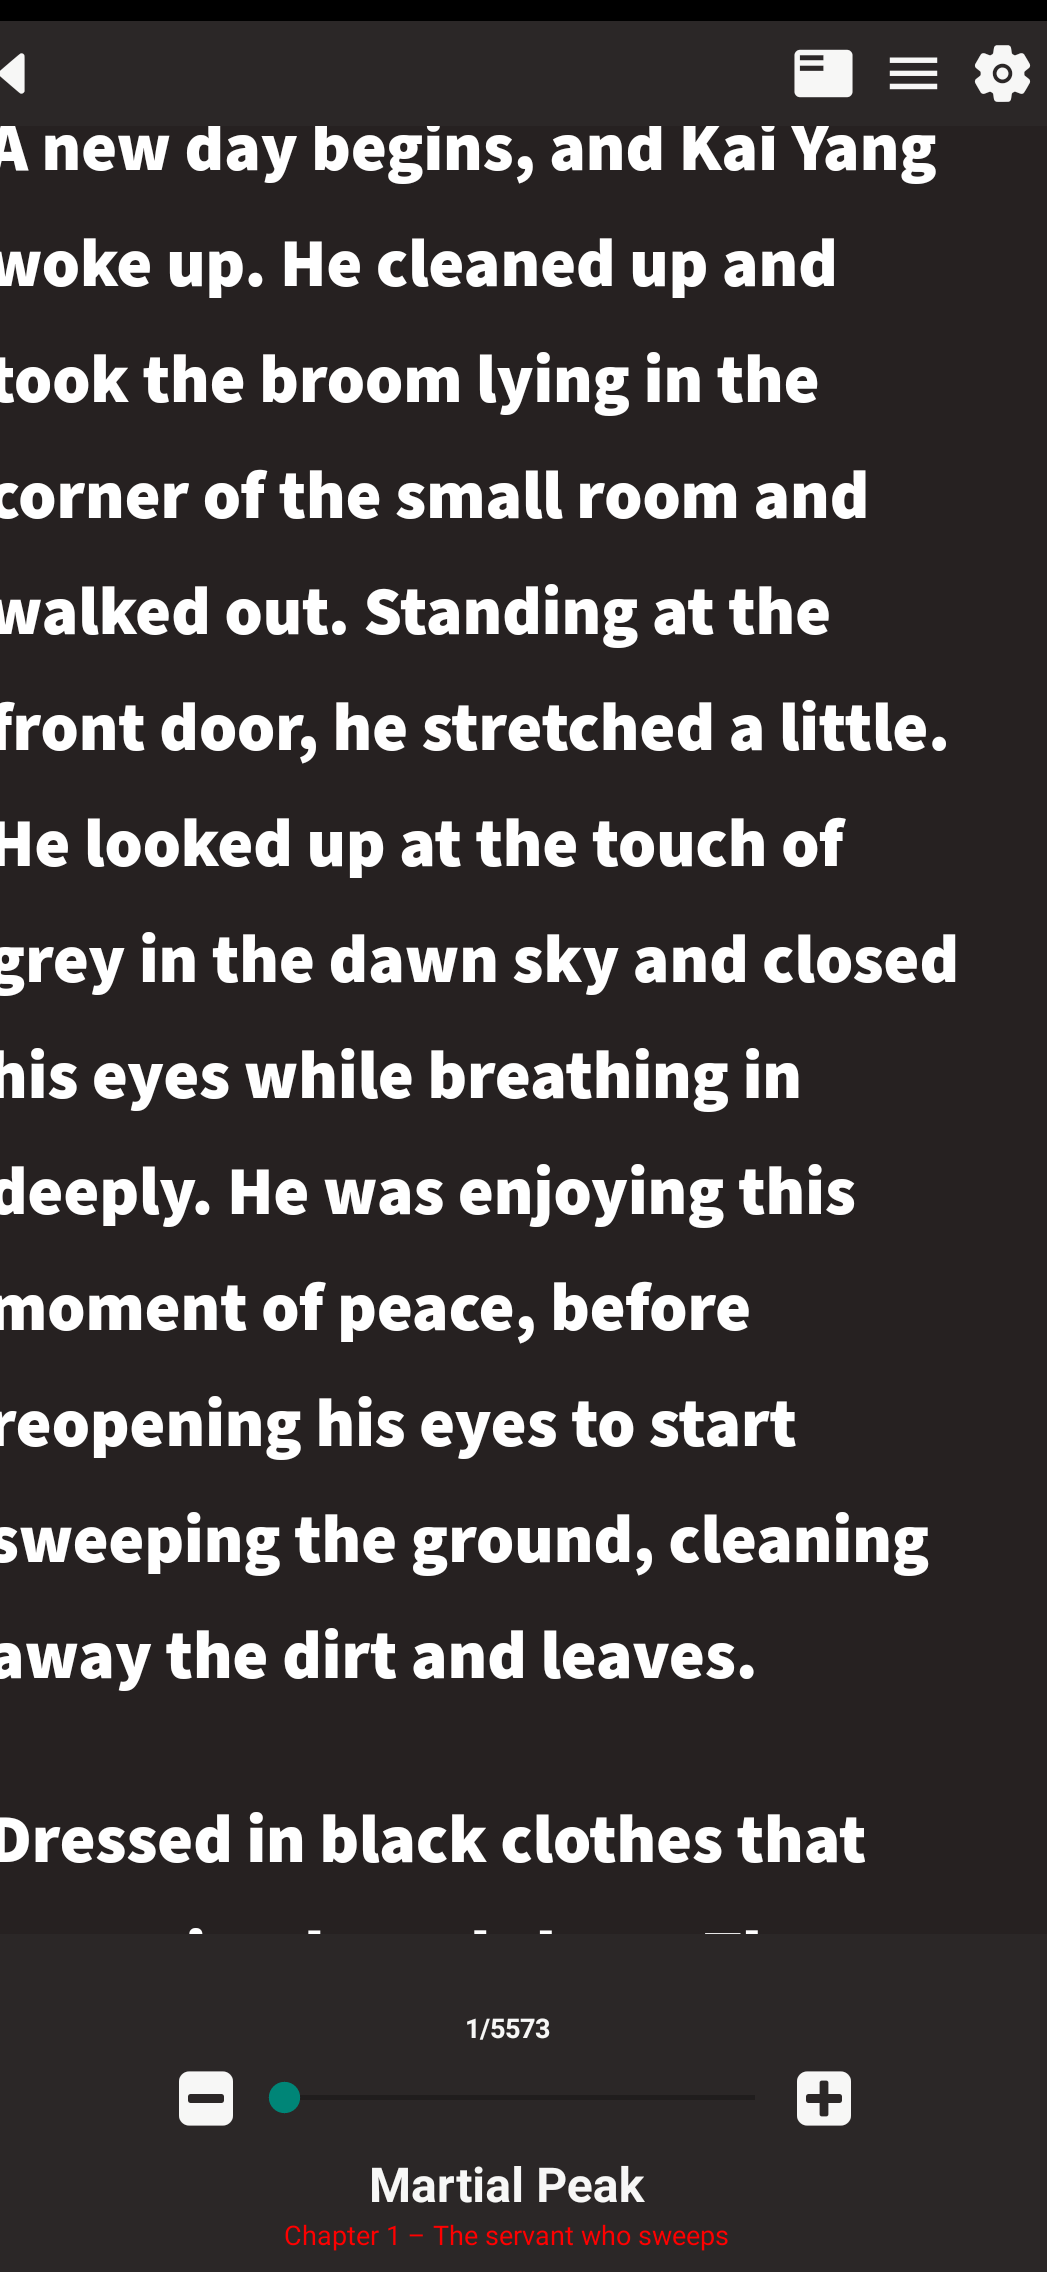 A new day begins, and Kai Yang
woke up. He cleaned up and
took the broom lying in the
corner of the small room and
walked out. Standing at the
front door, he stretched a little.
He looked up at the touch of
grey in the dawn sky and closed
his eyes while breathing in
deeply. He was enjoying this
moment of peace, before
reopening his eyes to start
sweeping the ground, cleaning
away the dirt and leaves.
Dressed in black clothes that
1/5573
Martial Peak
Chapter 1 – The servant who sweeps